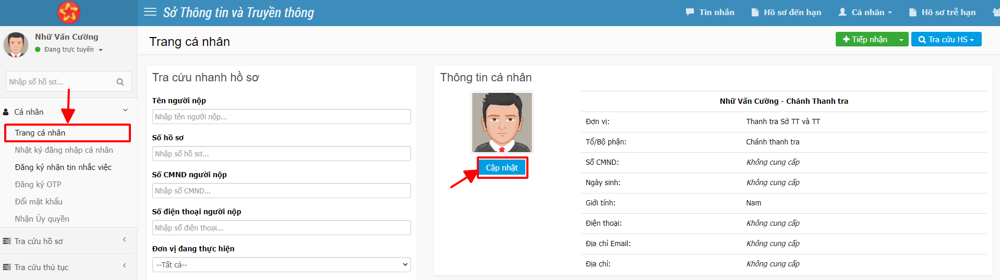 Sở Thông tin và Truyền thông
Tin nhắn
Hồ sơ đến hạn
Cá nhân
Hồ sơ trễ hạn
Nhữ Văn Cường
Đang trực tuyến
Nhập số hồ sơ...
Cá nhân
Trang cá nhân
Nhật ký đăng nhập cá nhân
Đăng ký nhận tin nhắc việc
Đăng ký OTP
Đổi mật khẩu
Nhận Ủy quyền
Tra cứu hồ sơ
Tra cứu thủ tục
Trang cá nhân
Tiếp nhận
Tra cứu HS
Tra cứu nhanh hồ sơ
Tên người nộp
Nhập tên người nộp...
Số hồ sơ
Nhập số hồ sơ...
Số CMND người nộp
Nhập số CMND...
Số điện thoại người nộp
Nhập số điện thoại...
Đơn vị đang thực hiện
--Tất cả--
Thông tin cá nhân
Cập nhật
Nhữ Văn Cường - Chánh Thanh tra
Đơn vị: Thanh tra Sở TT và TT
Tổ/Bộ phận: Chánh thanh tra
Số CMND: Không cung cấp
Ngày sinh: Không cung cấp
Giới tính: Nam
Điện thoại: Không cung cấp
Địa chỉ Email: Không cung cấp
Địa chỉ: Không cung cấp